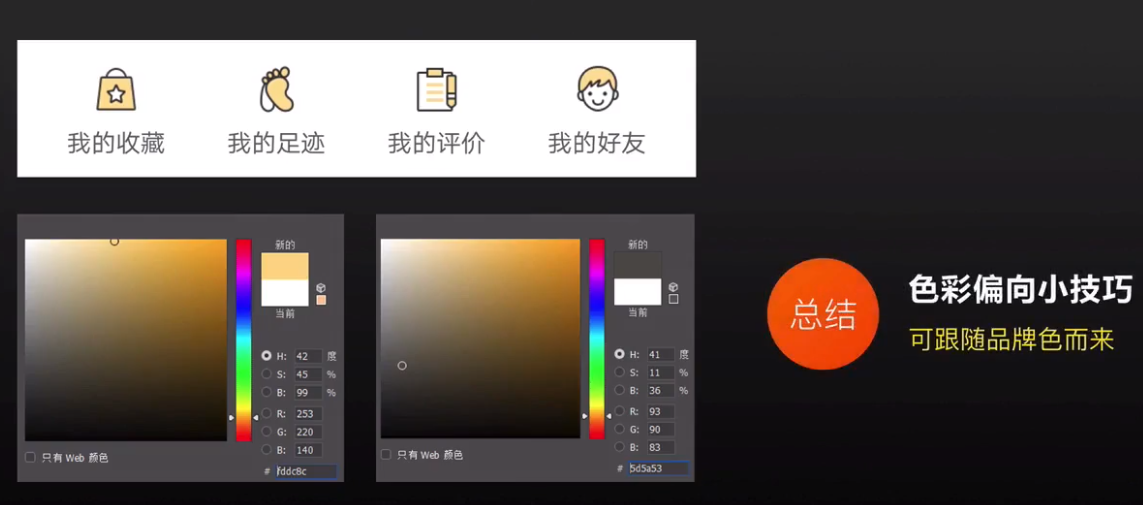 我的收藏
我的足迹
我的评价
我的好友
新的
当前
H: 42 度
S: 45 %
B: 99 %
R: 253
G: 220
B: 140
只有 Web 颜色
# fddc8c
新的
当前
H: 41 度
S: 11 %
B: 36 %
R: 93
G: 90
B: 83
只有 Web 颜色
# 5d5a53
总结
色彩偏向小技巧
可跟随品牌色而来